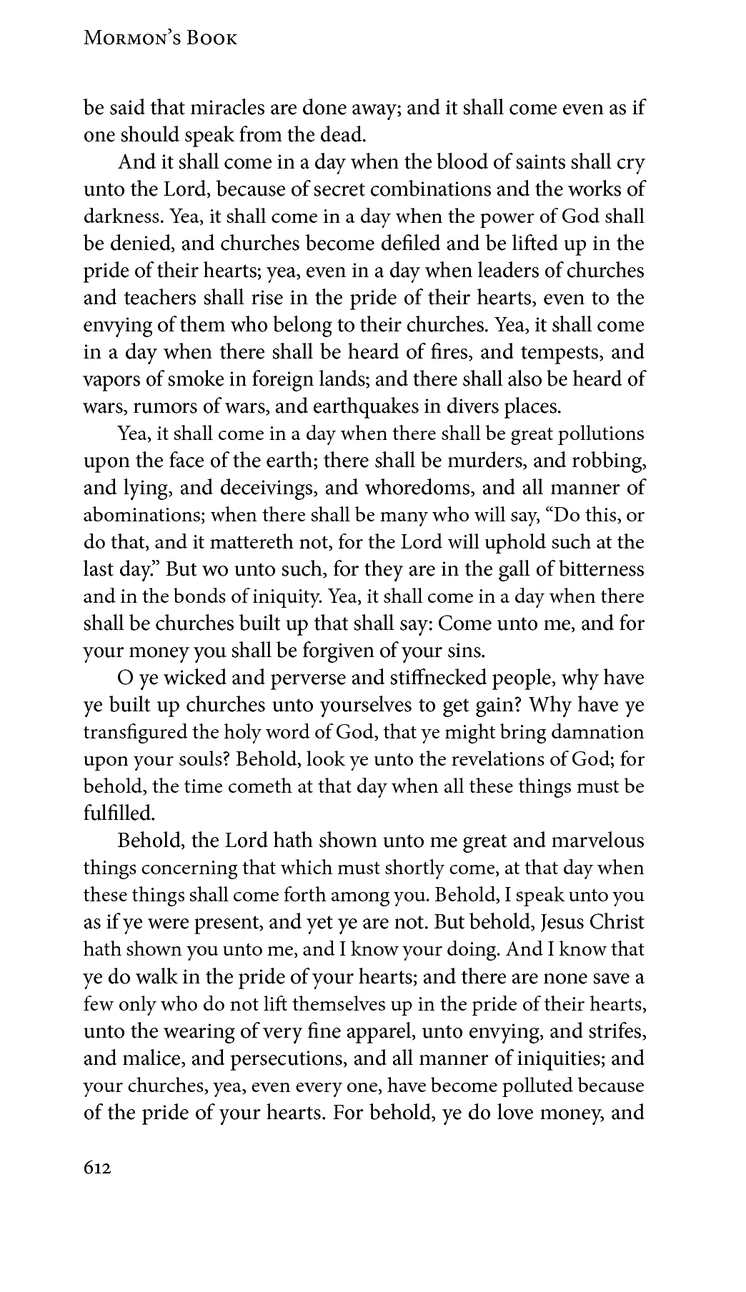 Mormon’s Book
be said that miracles are done away; and it shall come even as if
one should speak from the dead.
And it shall come in a day when the blood of saints shall cry
unto the Lord, because of secret combinations and the works of
darkness. Yea, it shall come in a day when the power of God shall
be denied, and churches become defiled and be lifted up in the
pride of their hearts; yea, even in a day when leaders of churches
and teachers shall rise in the pride of their hearts, even to the
envying of them who belong to their churches. Yea, it shall come
in a day when there shall be heard of fires, and tempests, and
vapors of smoke in foreign lands; and there shall also be heard of
wars, rumors of wars, and earthquakes in divers places.
Yea, it shall come in a day when there shall be great pollutions
upon the face of the earth; there shall be murders, and robbing,
and lying, and deceivings, and whoredoms, and all manner of
abominations; when there shall be many who will say, “Do this, or
do that, and it mattereth not, for the Lord will uphold such at the
last day.” But wo unto such, for they are in the gall of bitterness
and in the bonds of iniquity. Yea, it shall come in a day when there
shall be churches built up that shall say: Come unto me, and for
your money you shall be forgiven of your sins.
O ye wicked and perverse and stiffnecked people, why have
ye built up churches unto yourselves to get gain? Why have ye
transfigured the holy word of God, that ye might bring damnation
upon your souls? Behold, look ye unto the revelations of God; for
behold, the time cometh at that day when all these things must be
fulfilled.
Behold, the Lord hath shown unto me great and marvelous
things concerning that which must shortly come, at that day when
these things shall come forth among you. Behold, I speak unto you
as if ye were present, and yet ye are not. But behold, Jesus Christ
hath shown you unto me, and I know your doing. And I know that
ye do walk in the pride of your hearts; and there are none save a
few only who do not lift themselves up in the pride of their hearts,
unto the wearing of very fine apparel, unto envying, and strifes,
and malice, and persecutions, and all manner of iniquities; and
your churches, yea, even every one, have become polluted because
of the pride of your hearts. For behold, ye do love money, and
612